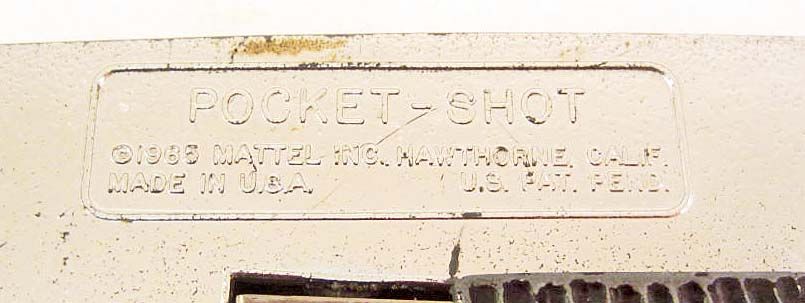 POCKET-SHOT
©1965 MATTEL INC. HAWTHORNE, CALIF.
MADE IN U.S.A. U.S. PAT. PEND.